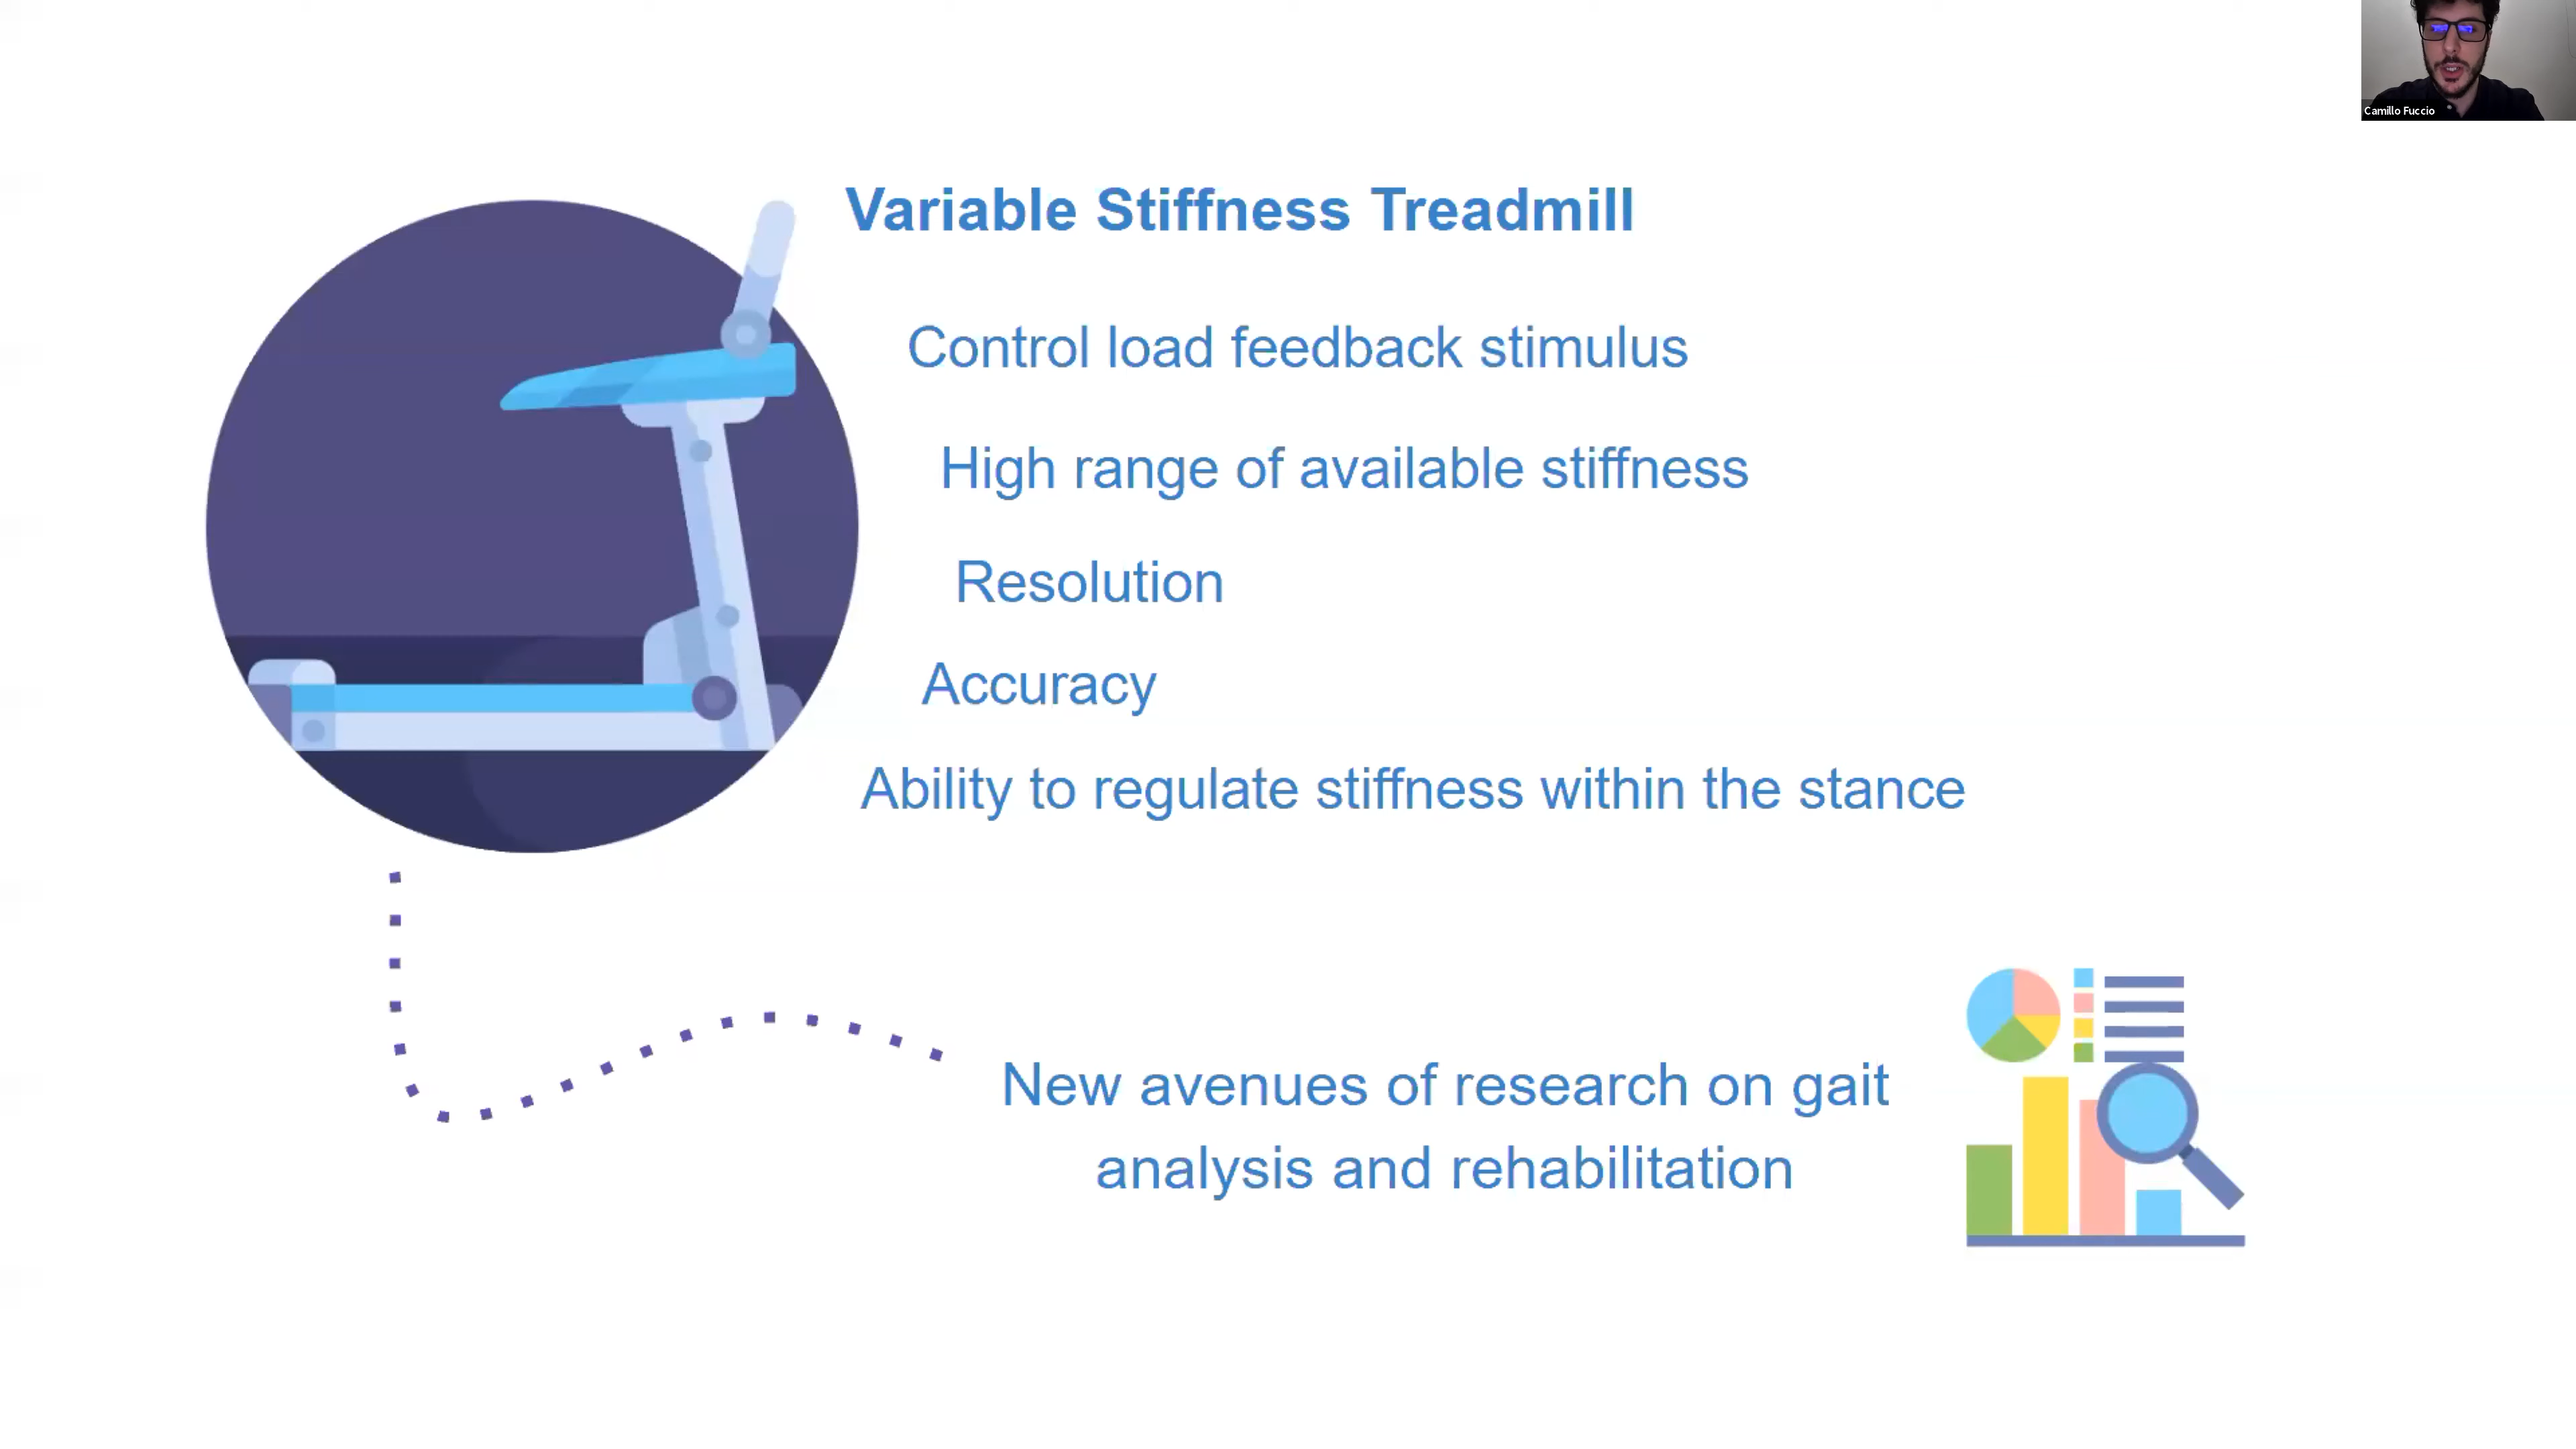 Camillo Fuccio
Variable Stiffness Treadmill
Control load feedback stimulus
High range of available stiffness
Resolution
Accuracy
Ability to regulate stiffness within the stance
New avenues of research on gait
analysis and rehabilitation